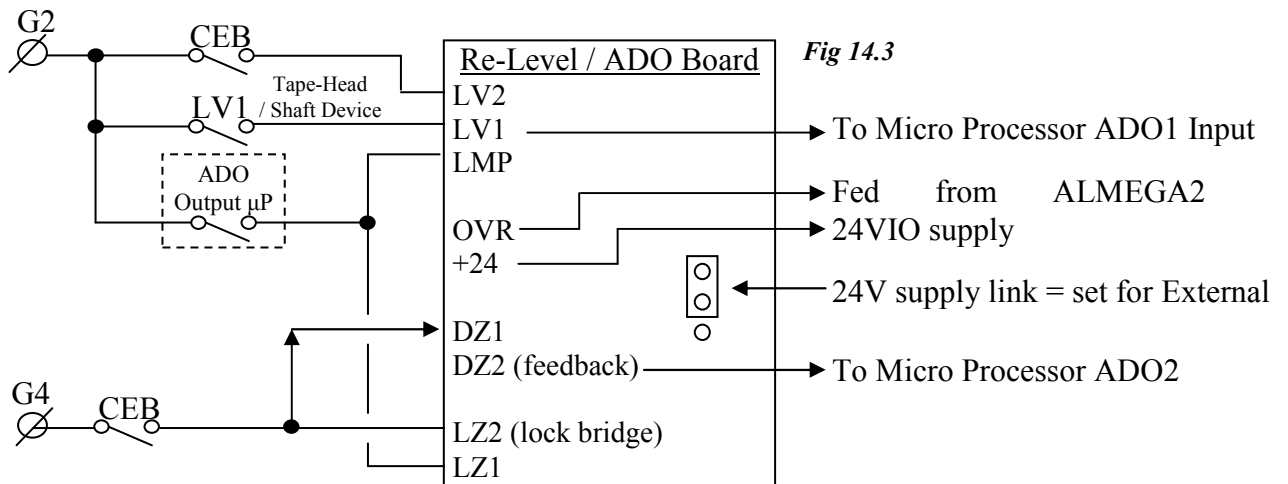 G2
CEB
Re-Level / ADO Board
Fig 14.3
LV2
Tape-Head
/ Shaft Device
LV1
LV1
To Micro Processor ADO1 Input
LMP
ADO
Output µP
Fed from ALMEGA2
OVR
24VIO supply
+24
24V supply link = set for External
DZ1
DZ2 (feedback)
To Micro Processor ADO2
G4
CEB
LZ2 (lock bridge)
LZ1